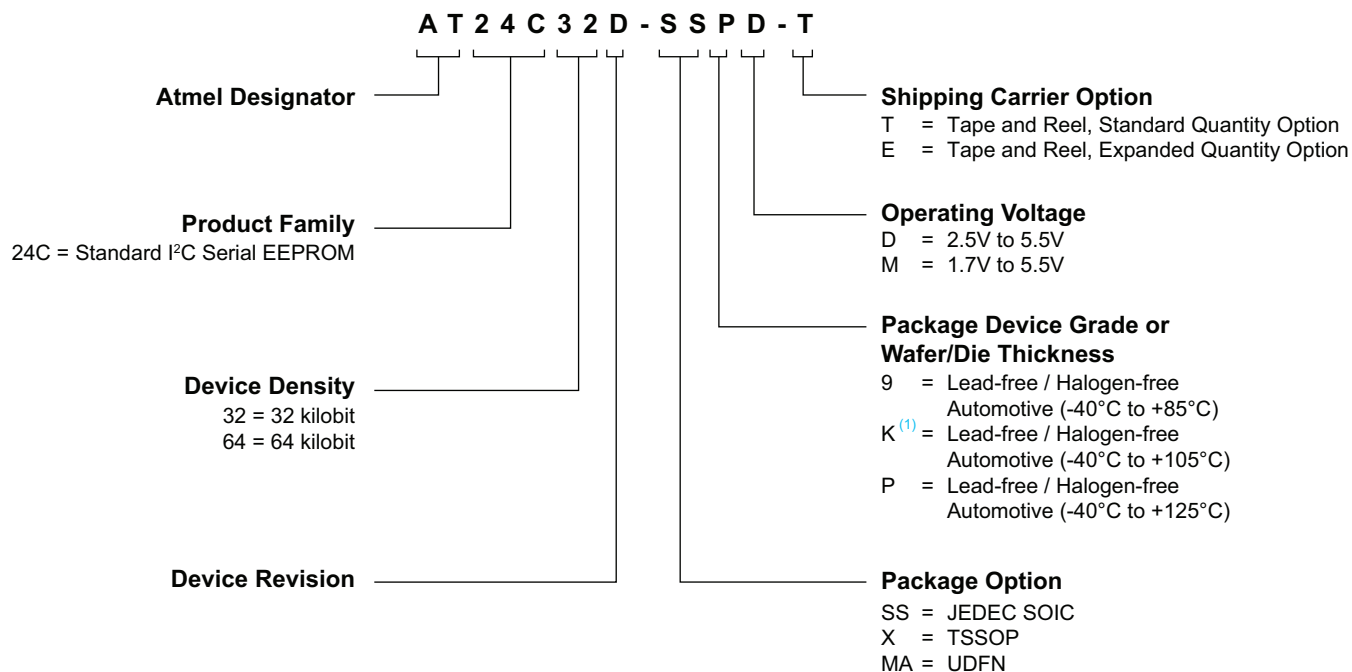 AT24C32D-SSPD-T
Atmel Designator
Product Family
24C = Standard I²C Serial EEPROM
Device Density
32 = 32 kilobit
64 = 64 kilobit
Device Revision
Shipping Carrier Option
T = Tape and Reel, Standard Quantity Option
E = Tape and Reel, Expanded Quantity Option
Operating Voltage
D = 2.5V to 5.5V
M = 1.7V to 5.5V
Package Device Grade or
Wafer/Die Thickness
9 = Lead-free / Halogen-free
Automotive (-40°C to +85°C)
K(1) = Lead-free / Halogen-free
Automotive (-40°C to +105°C)
P = Lead-free / Halogen-free
Automotive (-40°C to +125°C)
Package Option
SS = JEDEC SOIC
X = TSSOP
MA = UDFN